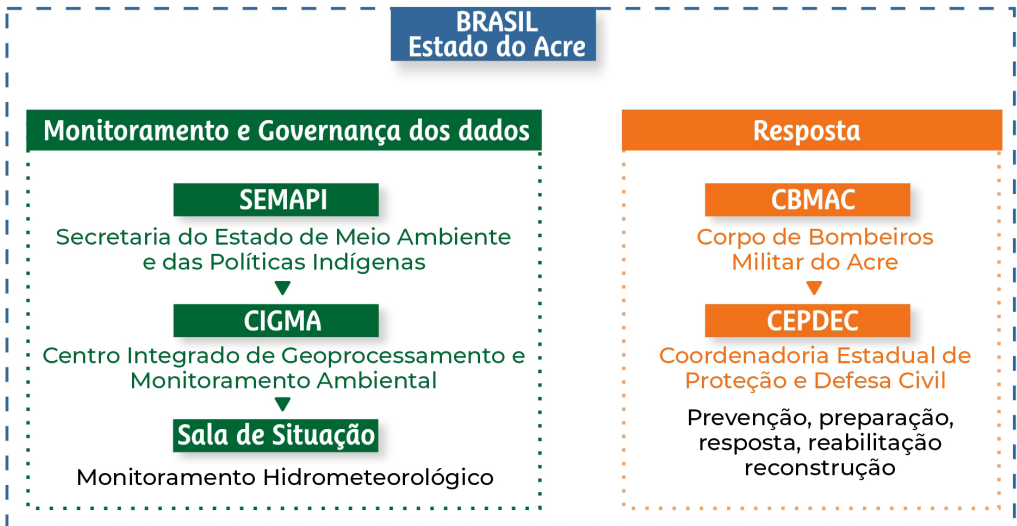 BRASIL
Estado do Acre
Monitoramento e Governança dos dados
SEMAPI
Secretaria do Estado de Meio Ambiente
e das Políticas Indígenas
CIGMA
Centro Integrado de Geoprocessamento e
Monitoramento Ambiental
Sala de Situação
Monitoramento Hidrometeorológico
Resposta
CBMAC
Corpo de Bombeiros
Militar do Acre
CEPDEC
Coordenadoria Estadual de
Proteção e Defesa Civil
Prevenção, preparação,
resposta, reabilitação
reconstrução